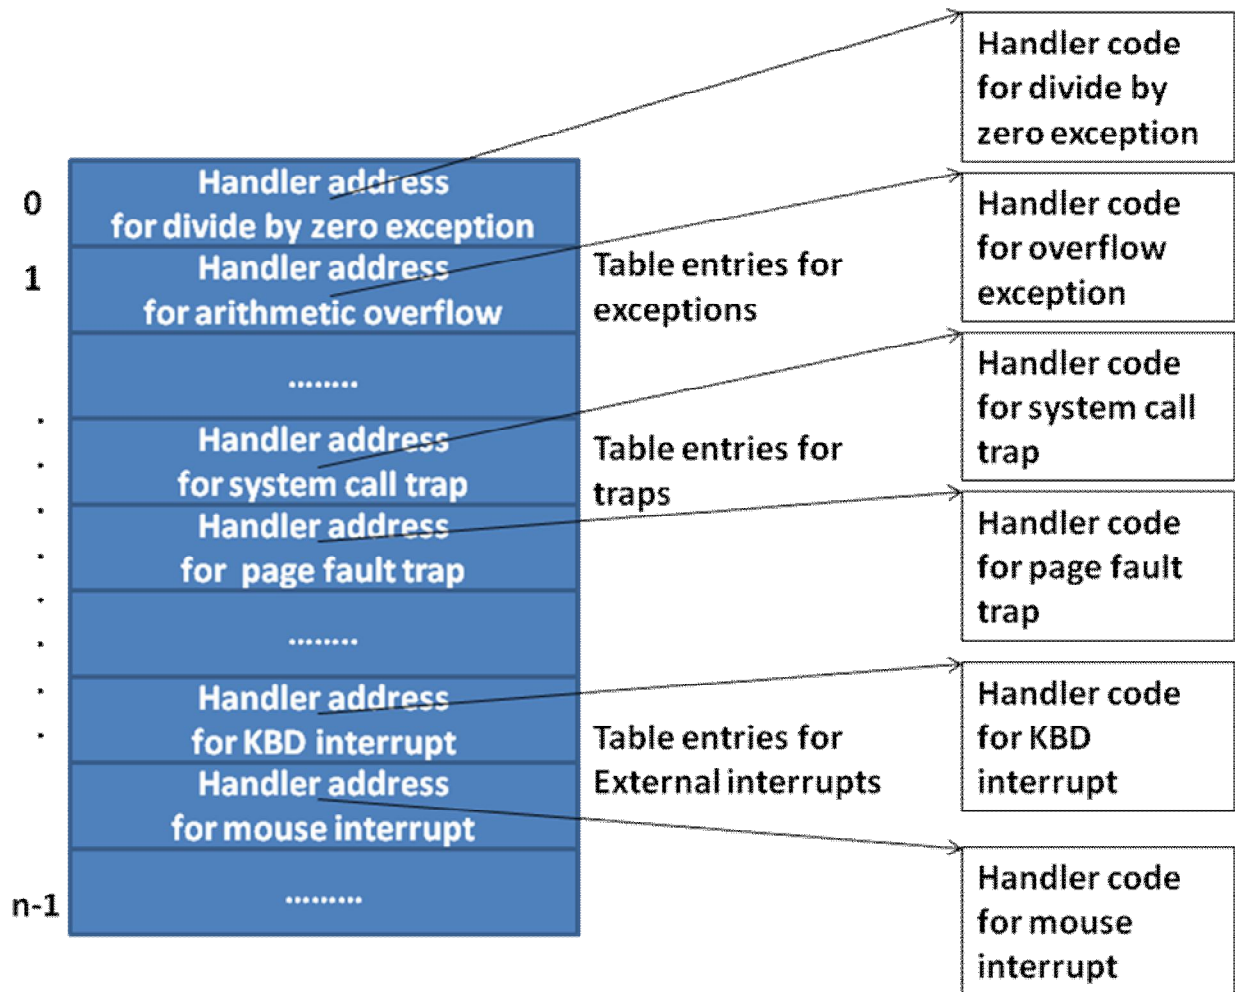 0
Handler address
for divide by zero exception
1
Handler address
for arithmetic overflow
........
Handler address
for system call trap
Handler address
for page fault trap
........
Handler address
for KBD interrupt
Handler address
for mouse interrupt
n-1
.........
Table entries for
exceptions
Table entries for
traps
Table entries for
External interrupts
Handler code
for divide by
zero exception
Handler code
for overflow
exception
Handler code
for system call
trap
Handler code
for page fault
trap
Handler code
for KBD
interrupt
Handler code
for mouse
interrupt